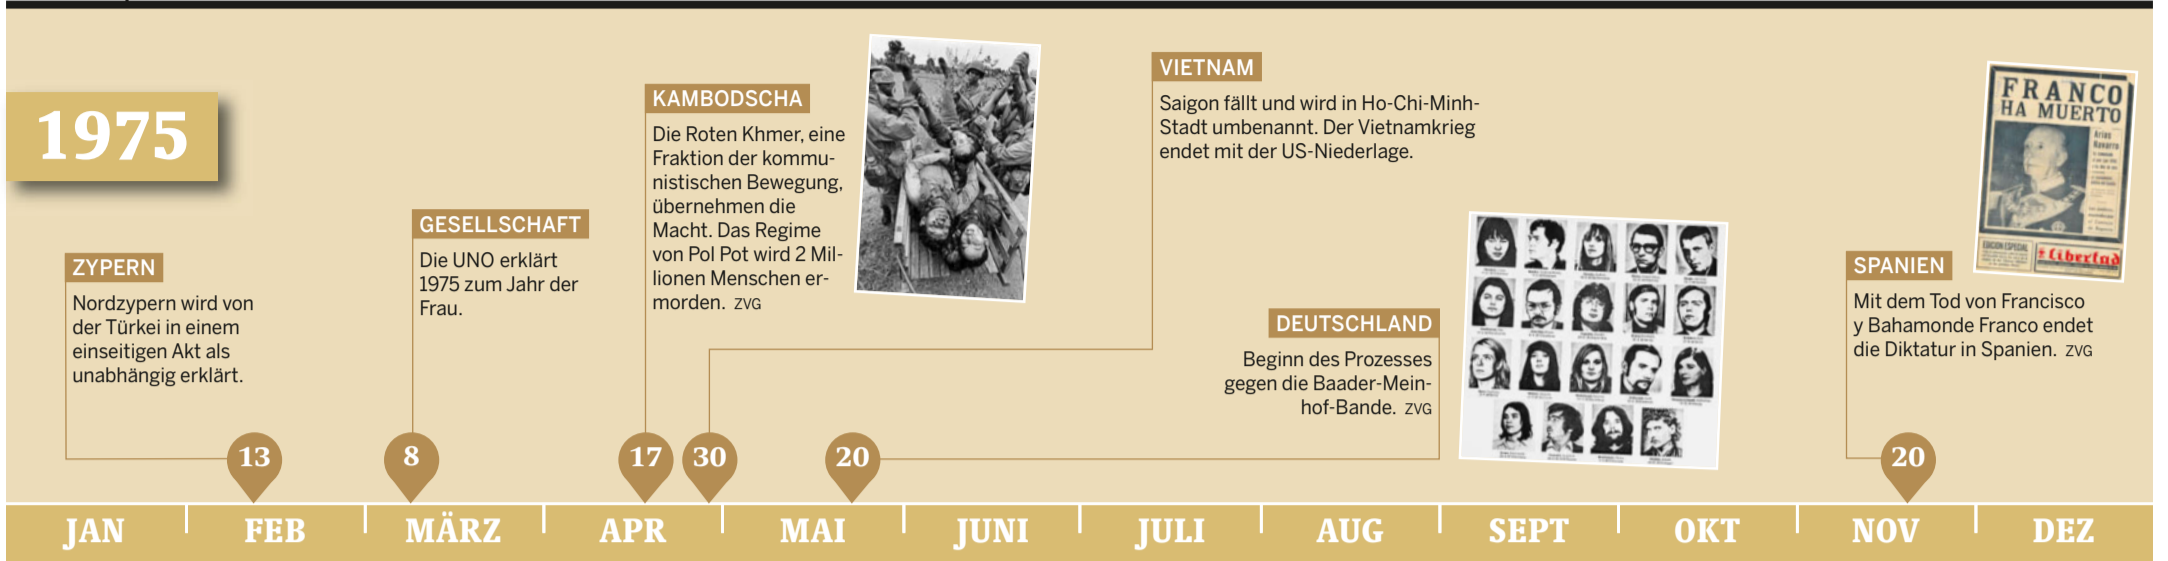 1975
ZYPERN
Nordzypern wird von
der Türkei in einem
einseitigen Akt als
unabhängig erklärt.
GESELLSCHAFT
Die UNO erklärt
1975 zum Jahr der
Frau.
KAMBODSCHA
Die Roten Khmer, eine
Fraktion der kommu-
nistischen Bewegung,
übernehmen die
Macht. Das Regime
von Pol Pot wird 2 Mil-
lionen Menschen er-
morden. ZVG
VIETNAM
Saigon fällt und wird in Ho-Chi-Minh-
Stadt umbenannt. Der Vietnamkrieg
endet mit der US-Niederlage.
DEUTSCHLAND
Beginn des Prozesses
gegen die Baader-Mein-
hof-Bande. ZVG
FRANCO
HA MUERTO
Arias
Navarro
EDICION ESPECIAL
Libertad
SPANIEN
Mit dem Tod von Francisco
y Bahamonde Franco endet
die Diktatur in Spanien. ZVG
13
8
17
30
20
20
JAN
FEB
MÄRZ
APR
MAI
JUNI
JULI
AUG
SEPT
OKT
NOV
DEZ